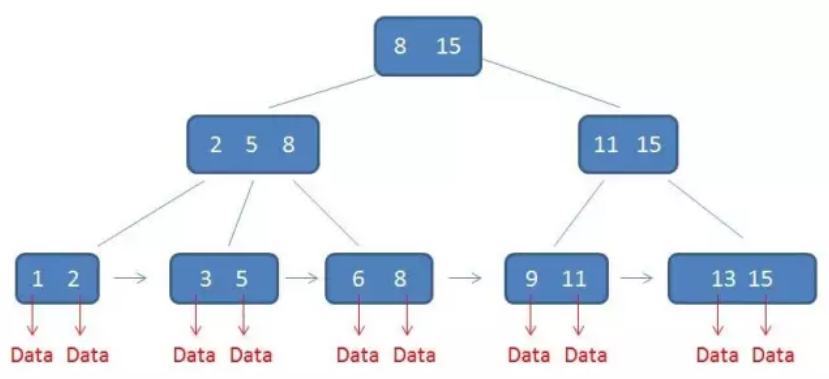 8 15
2 5 8
11 15
1 2
3 5
6 8
9 11
13 15
Data Data
Data Data
Data Data
Data Data
Data Data